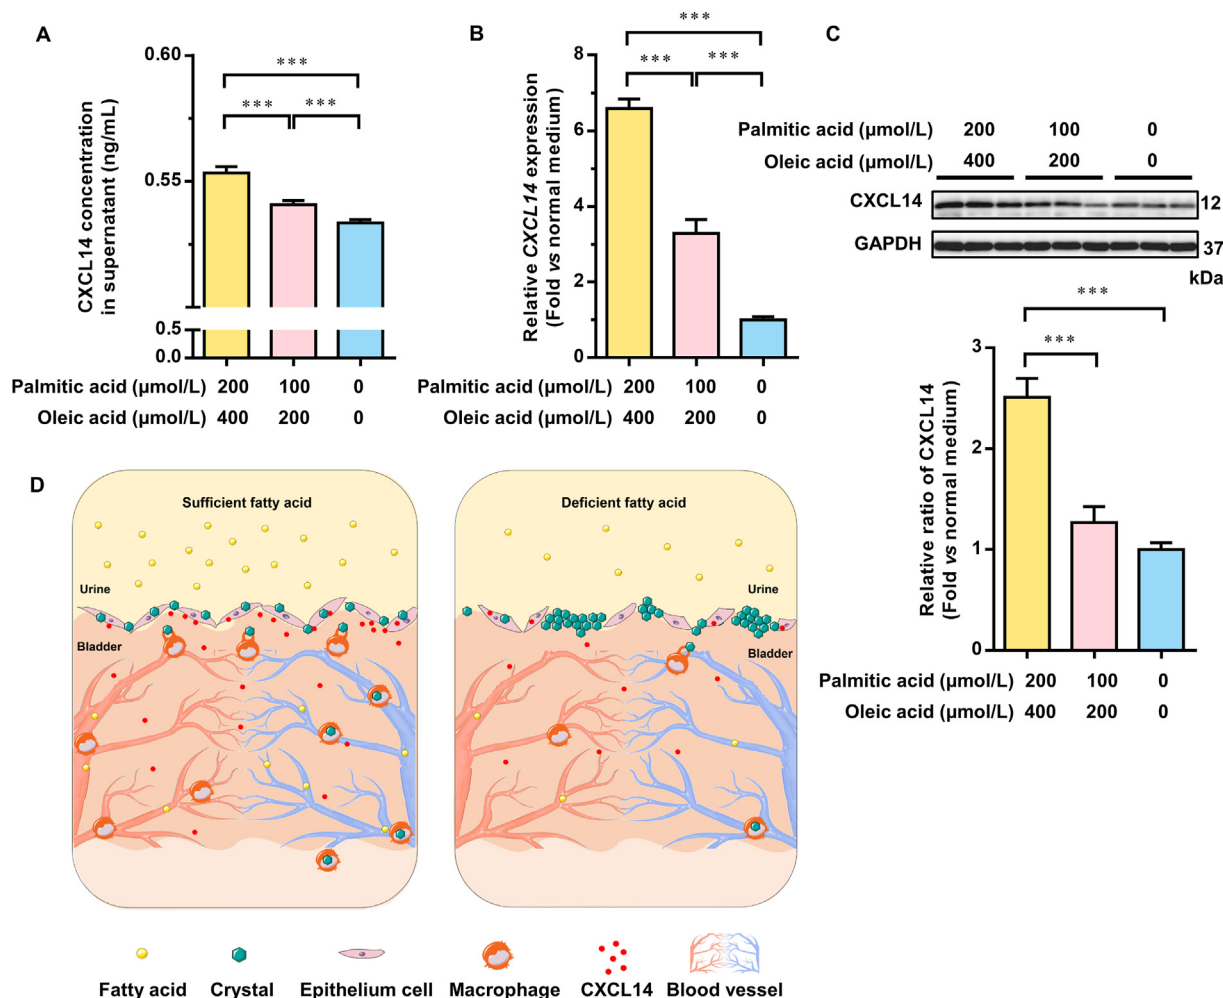 A
CXCL14 concentration
in supernatant (ng/mL)
0.60
0.55
0.5
0.0
***
***
***
Palmitic acid (μmol/L) 200 100 0
Oleic acid (μmol/L) 400 200 0
B
Relative CXCL14 expression
(Fold vs normal medium)
8
6
4
2
0
***
***
***
Palmitic acid (μmol/L) 200 100 0
Oleic acid (μmol/L) 400 200 0
C
Palmitic acid (μmol/L) 200 100 0
Oleic acid (μmol/L) 400 200 0
CXCL14 12
GAPDH 37
kDa
Relative ratio of CXCL14
(Fold vs normal medium)
3
2
1
0
***
***
Palmitic acid (μmol/L) 200 100 0
Oleic acid (μmol/L) 400 200 0
D
Sufficient fatty acid
Urine
Bladder
Deficient fatty acid
Urine
Bladder
Fatty acid Crystal Epithelium cell Macrophage CXCL14 Blood vessel